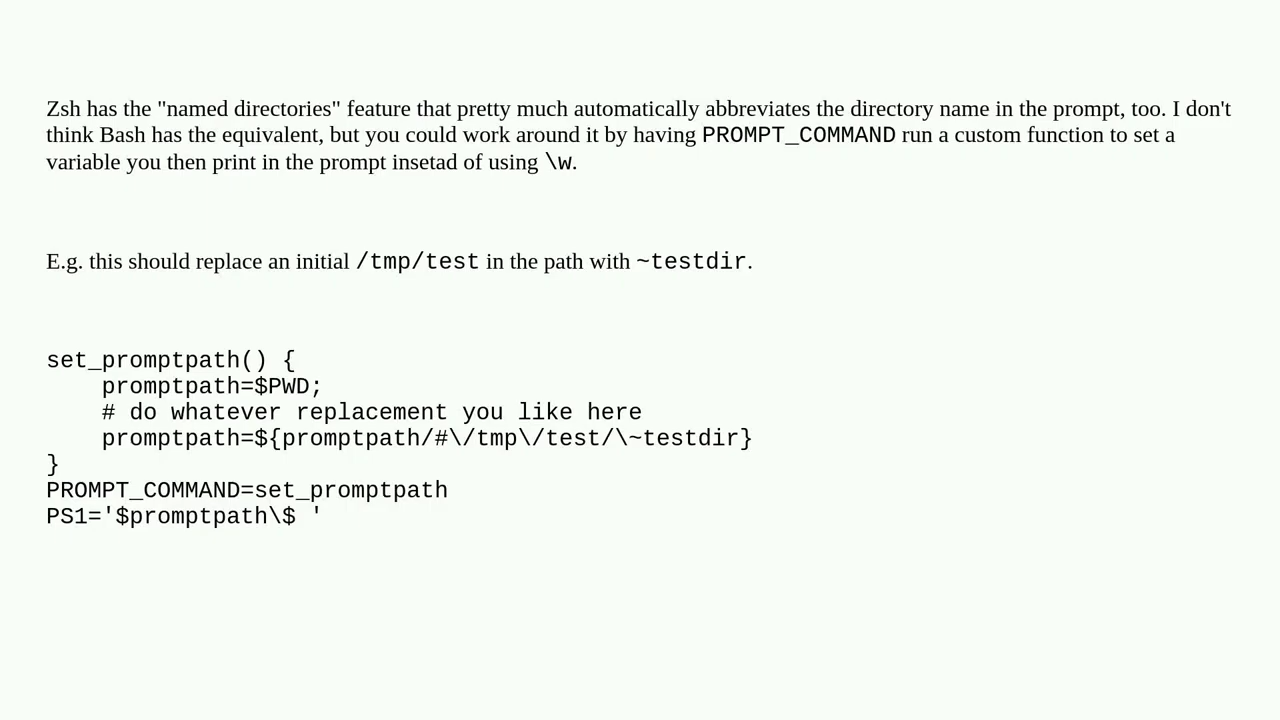 Zsh has the "named directories" feature that pretty much automatically abbreviates the directory name in the prompt, too. I don't
think Bash has the equivalent, but you could work around it by having PROMPT_COMMAND run a custom function to set a
variable you then print in the prompt insetad of using \w.
E.g. this should replace an initial /tmp/test in the path with ~testdir.
set_promptpath() {
    promptpath=$PWD;
    # do whatever replacement you like here
    promptpath=${promptpath/#\/tmp\/test/\~testdir}
}
PROMPT_COMMAND=set_promptpath
PS1='$promptpath\$ '